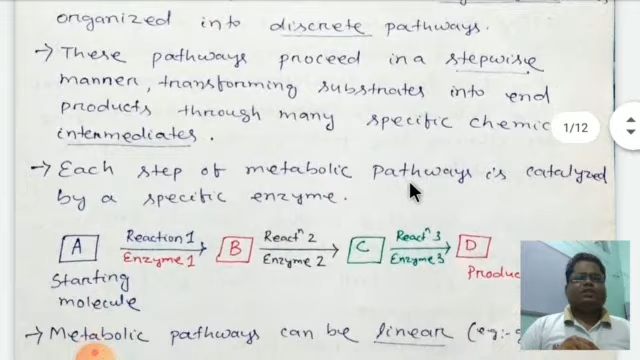 organized into discrete pathways.
→ These pathways proceed in a stepwise
manner, transforming substrates into end
products through many specific chemic
intermediates.
1/12
→ Each step of metabolic pathways is catalyzed
by a specific enzyme.
A Reaction 1 B Reactⁿ 2 C Reactⁿ 3 D
Enzyme 1 Enzyme 2 Enzyme 3
Starting Produc
molecule
→ Metabolic pathways can be linear (e.g:-